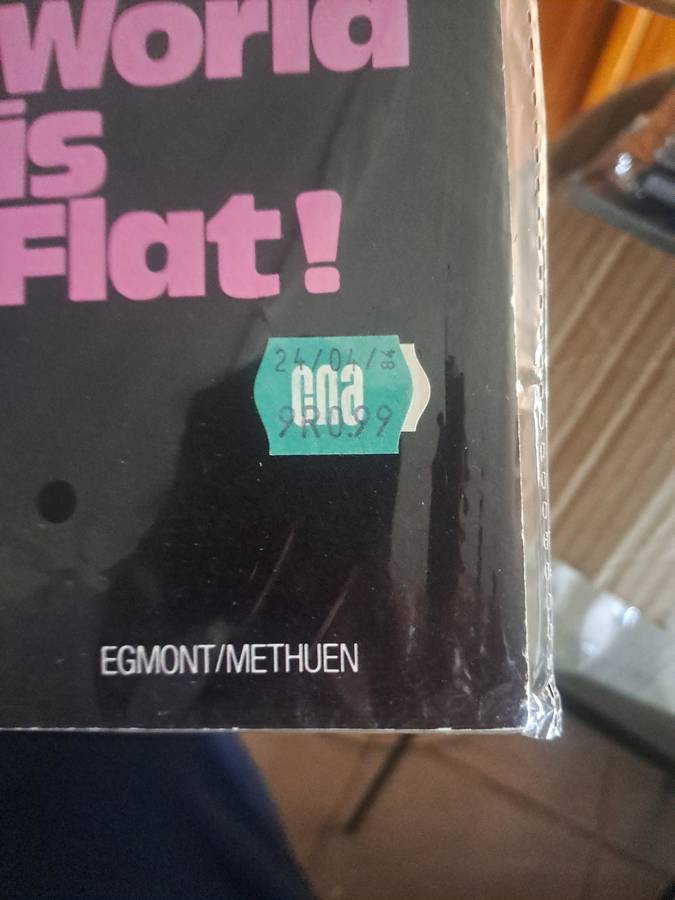 World
is
Flat!
24/04/84
cna
9R0.99
EGMONT/METHUEN